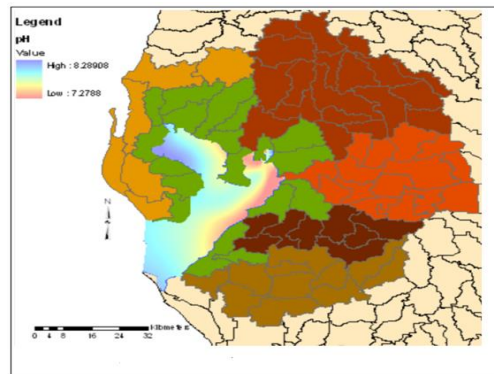 Legend
pH
Value
High : 8.28908
Low : 7.2788
N
Kilometers
0 4 8 16 24 32